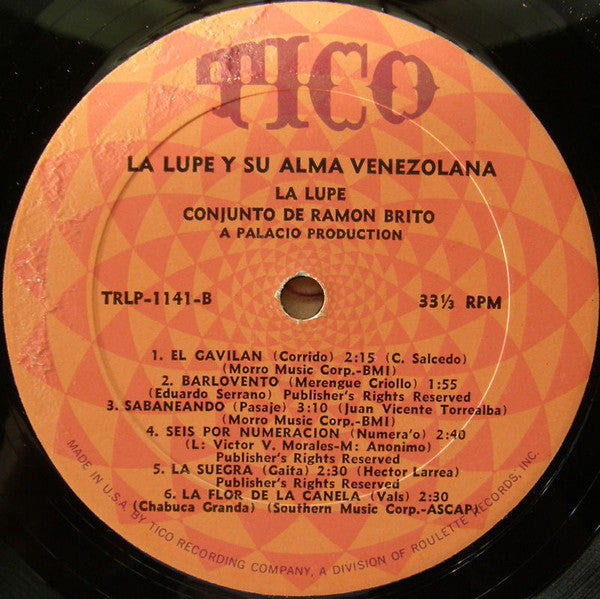 TICO
LA LUPE Y SU ALMA VENEZOLANA
LA LUPE
CONJUNTO DE RAMON BRITO
A PALACIO PRODUCTION
TRLP-1141-B
33⅓ RPM
1. EL GAVILAN (Corrido) 2:15 (C. Salcedo)
(Morro Music Corp.-BMI)
2. BARLOVENTO (Merengue Criollo) 1:55
(Eduardo Serrano) Publisher's Rights Reserved
3. SABANEANDO (Pasaje) 3:10 (Juan Vicente Torrealba)
(Morro Music Corp.-BMI)
4. SEIS POR NUMERACION (Numera'o) 2:40
(L: Victor V. Morales-M: Anonimo)
Publisher's Rights Reserved
5. LA SUEGRA (Gaita) 2:30 (Hector Larrea)
Publisher's Rights Reserved
6. LA FLOR DE LA CANELA (Vals) 2:30
(Chabuca Granda) (Southern Music Corp.-ASCAP)
MADE IN U.S.A. BY TICO RECORDING COMPANY, A DIVISION OF ROULETTE RECORDS, INC.